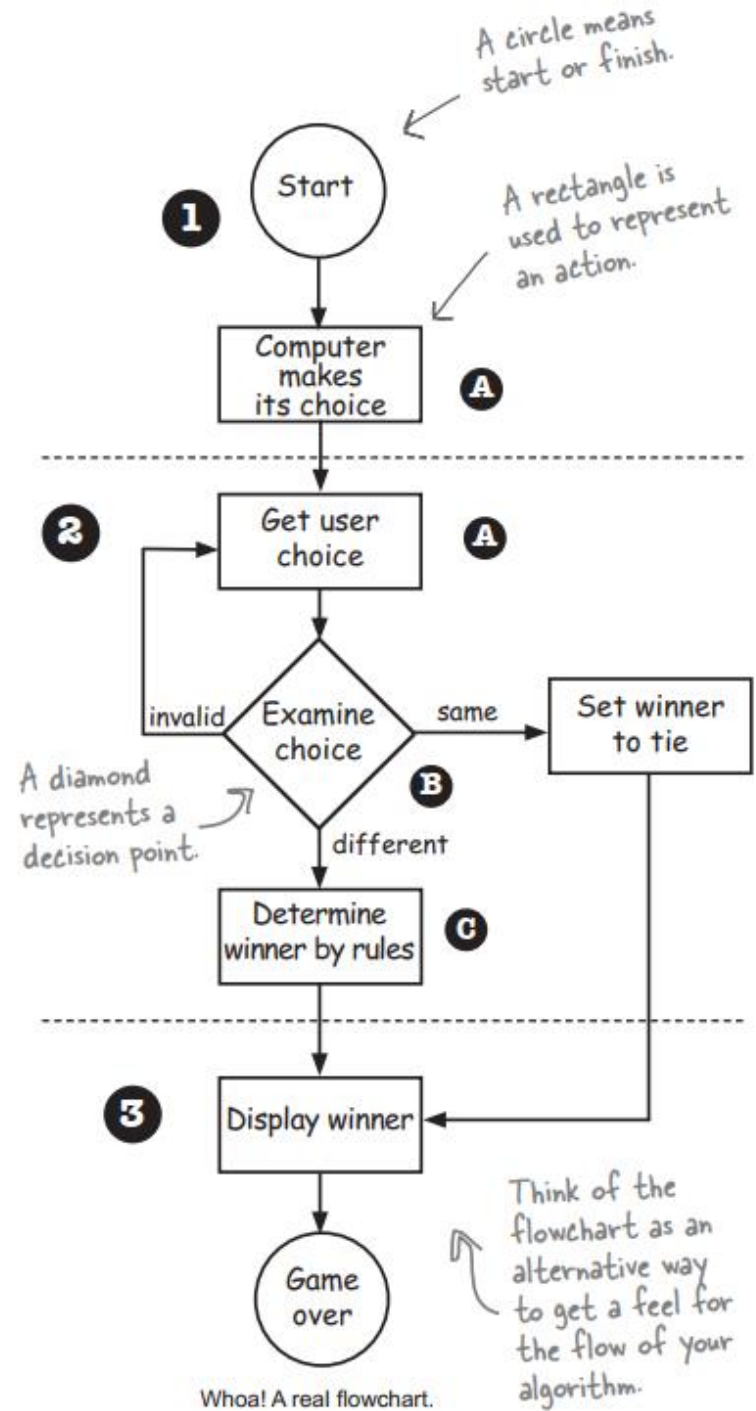 A circle means
start or finish.
Start
1
A rectangle is
used to represent
an action.
Computer
makes
its choice
A
2
Get user
choice
A
invalid
Examine
choice
same
Set winner
to tie
A diamond
represents a
decision point.
B
different
Determine
winner by rules
C
3
Display winner
Think of the
flowchart as an
alternative way
to get a feel for
the flow of your
algorithm.
Game
over
Whoa! A real flowchart.